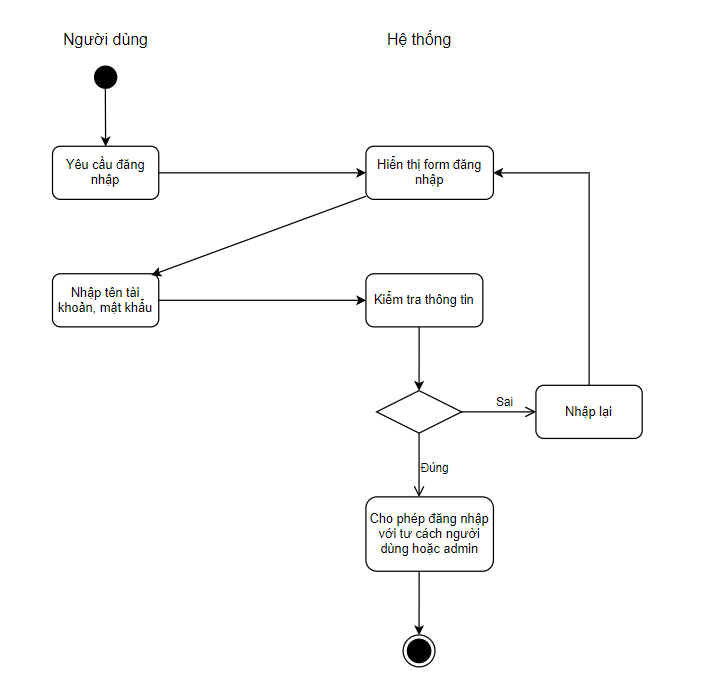 Người dùng
Hệ thống
Yêu cầu đăng
nhập
Hiển thị form đăng
nhập
Nhập tên tài
khoản, mật khẩu
Kiểm tra thông tin
Sai
Nhập lại
Đúng
Cho phép đăng nhập
với tư cách người
dùng hoặc admin